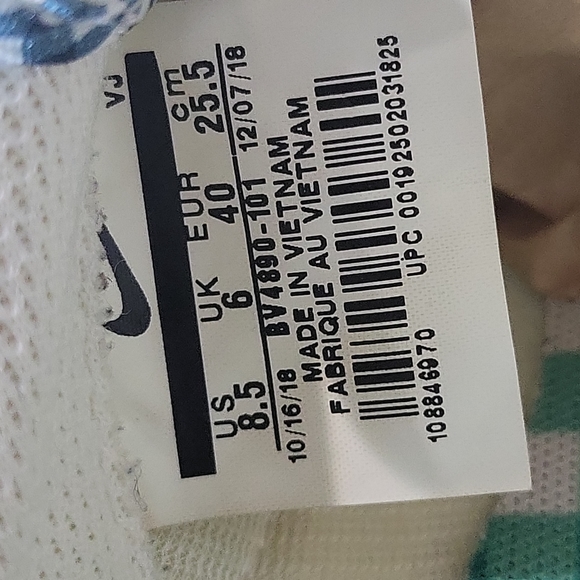 VJ
US UK EUR cm
8.5 6 40 25.5
10/16/18 BV4890-101 12/07/18
MADE IN VIETNAM
FABRIQUE AU VIETNAM
108846970 UPC 00192502031825